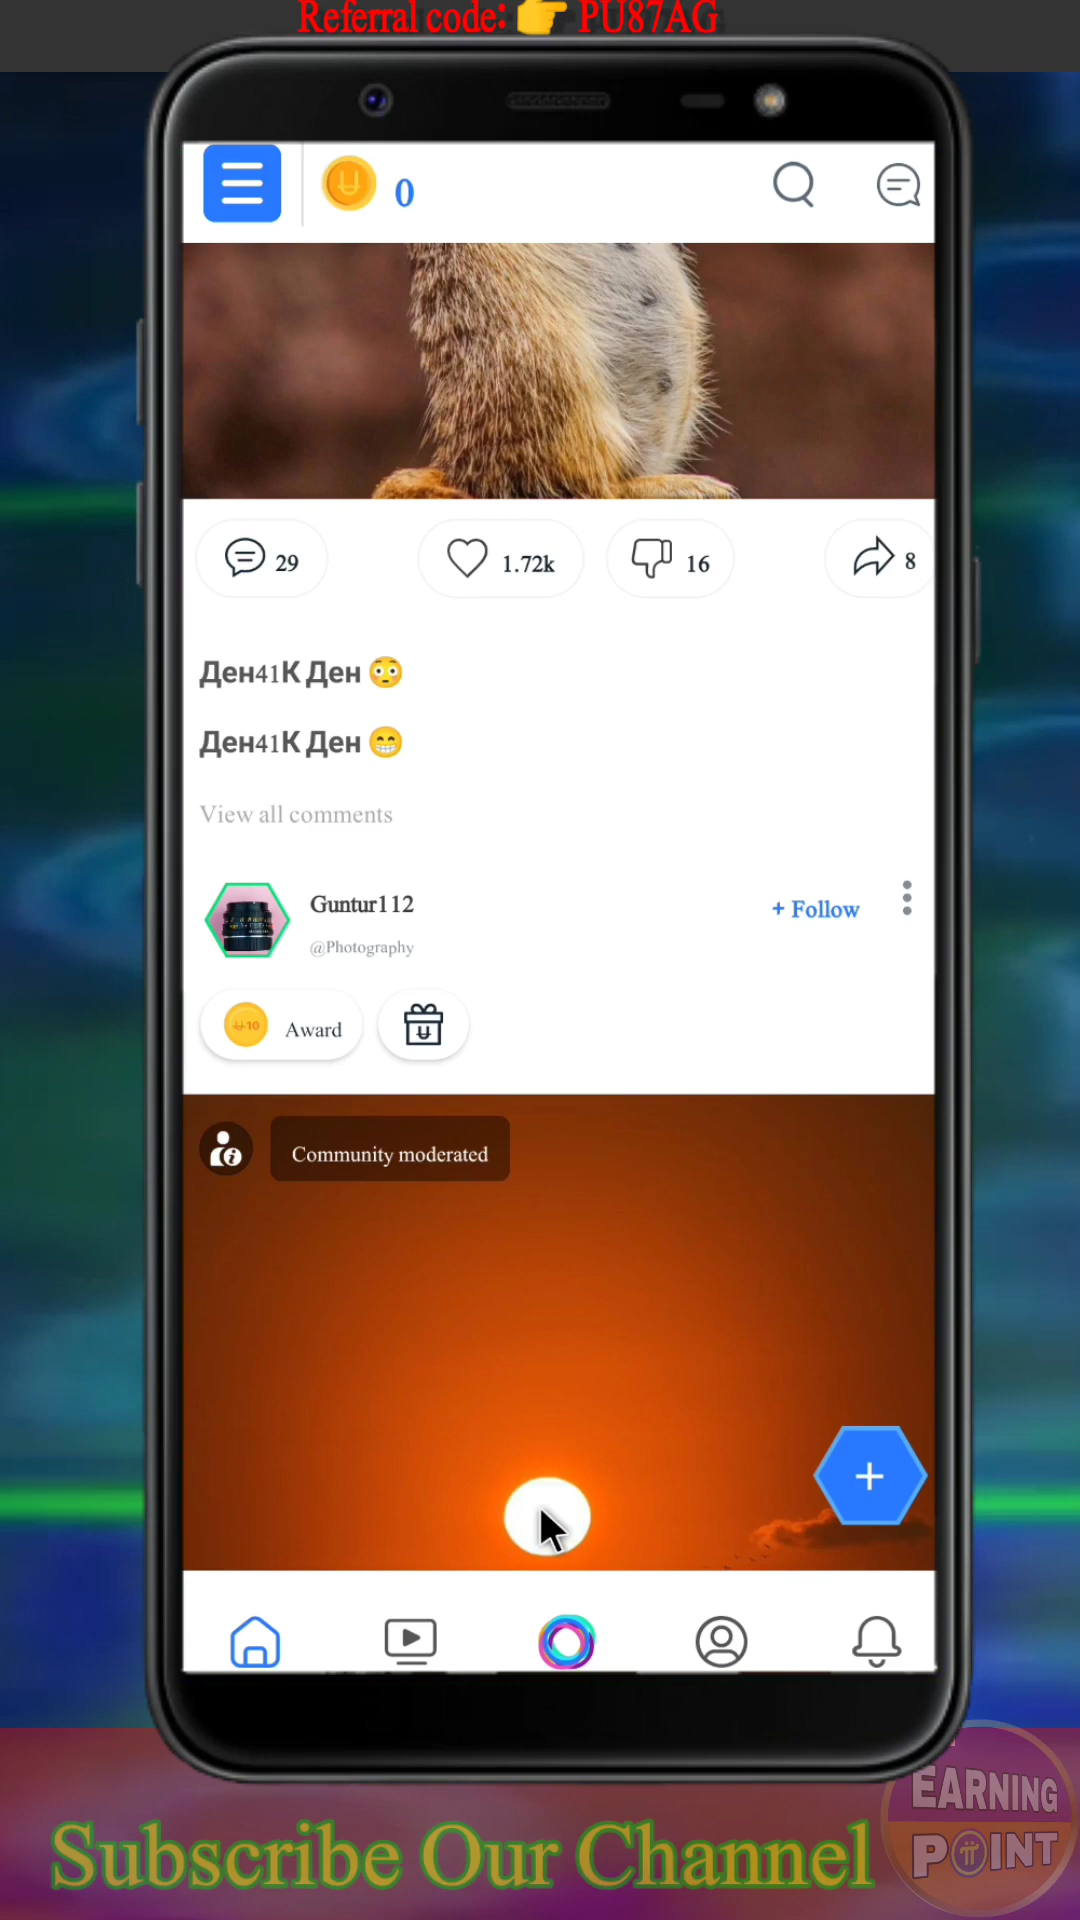 Referral code: 👉 PU87AG
0
29
1.72k
16
8
Ден41К Ден 😳
Ден41К Ден 😁
View all comments
Guntur112
+ Follow
@Photography
10
Award
Community moderated
EARNING
POINT
Subscribe Our Channel